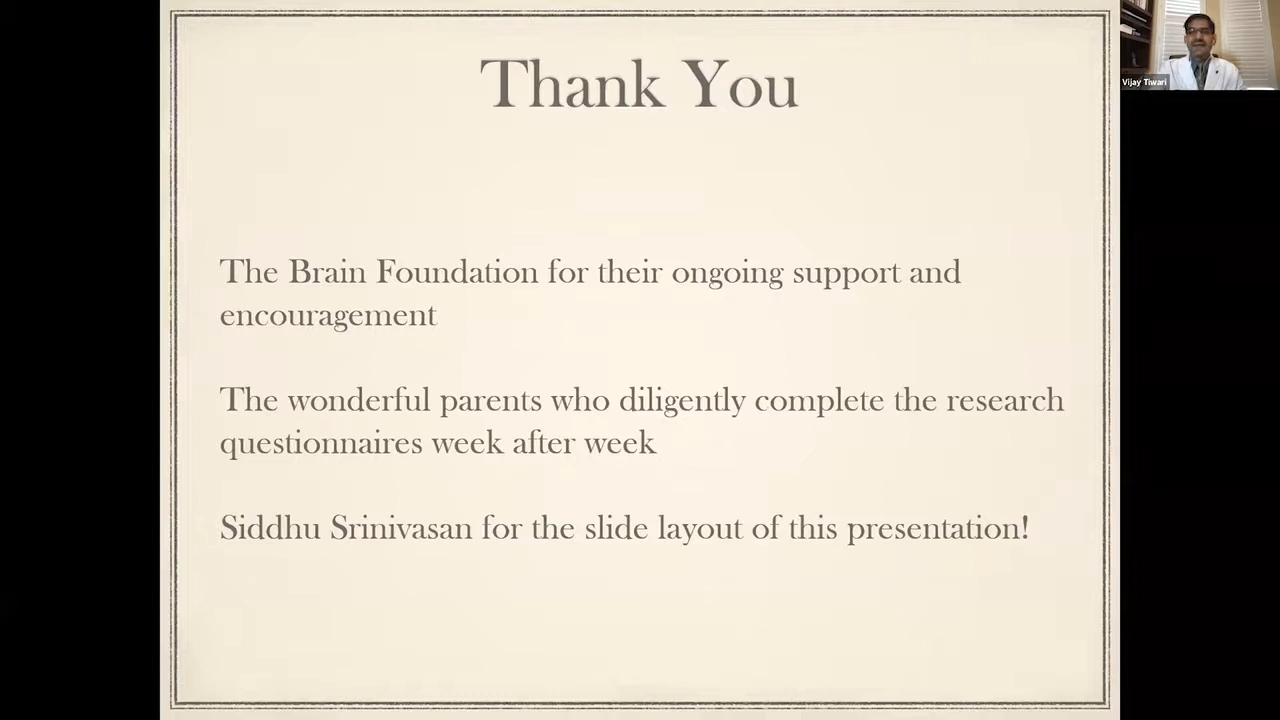 Thank You
Vijay Tiwari
The Brain Foundation for their ongoing support and
encouragement
The wonderful parents who diligently complete the research
questionnaires week after week
Siddhu Srinivasan for the slide layout of this presentation!